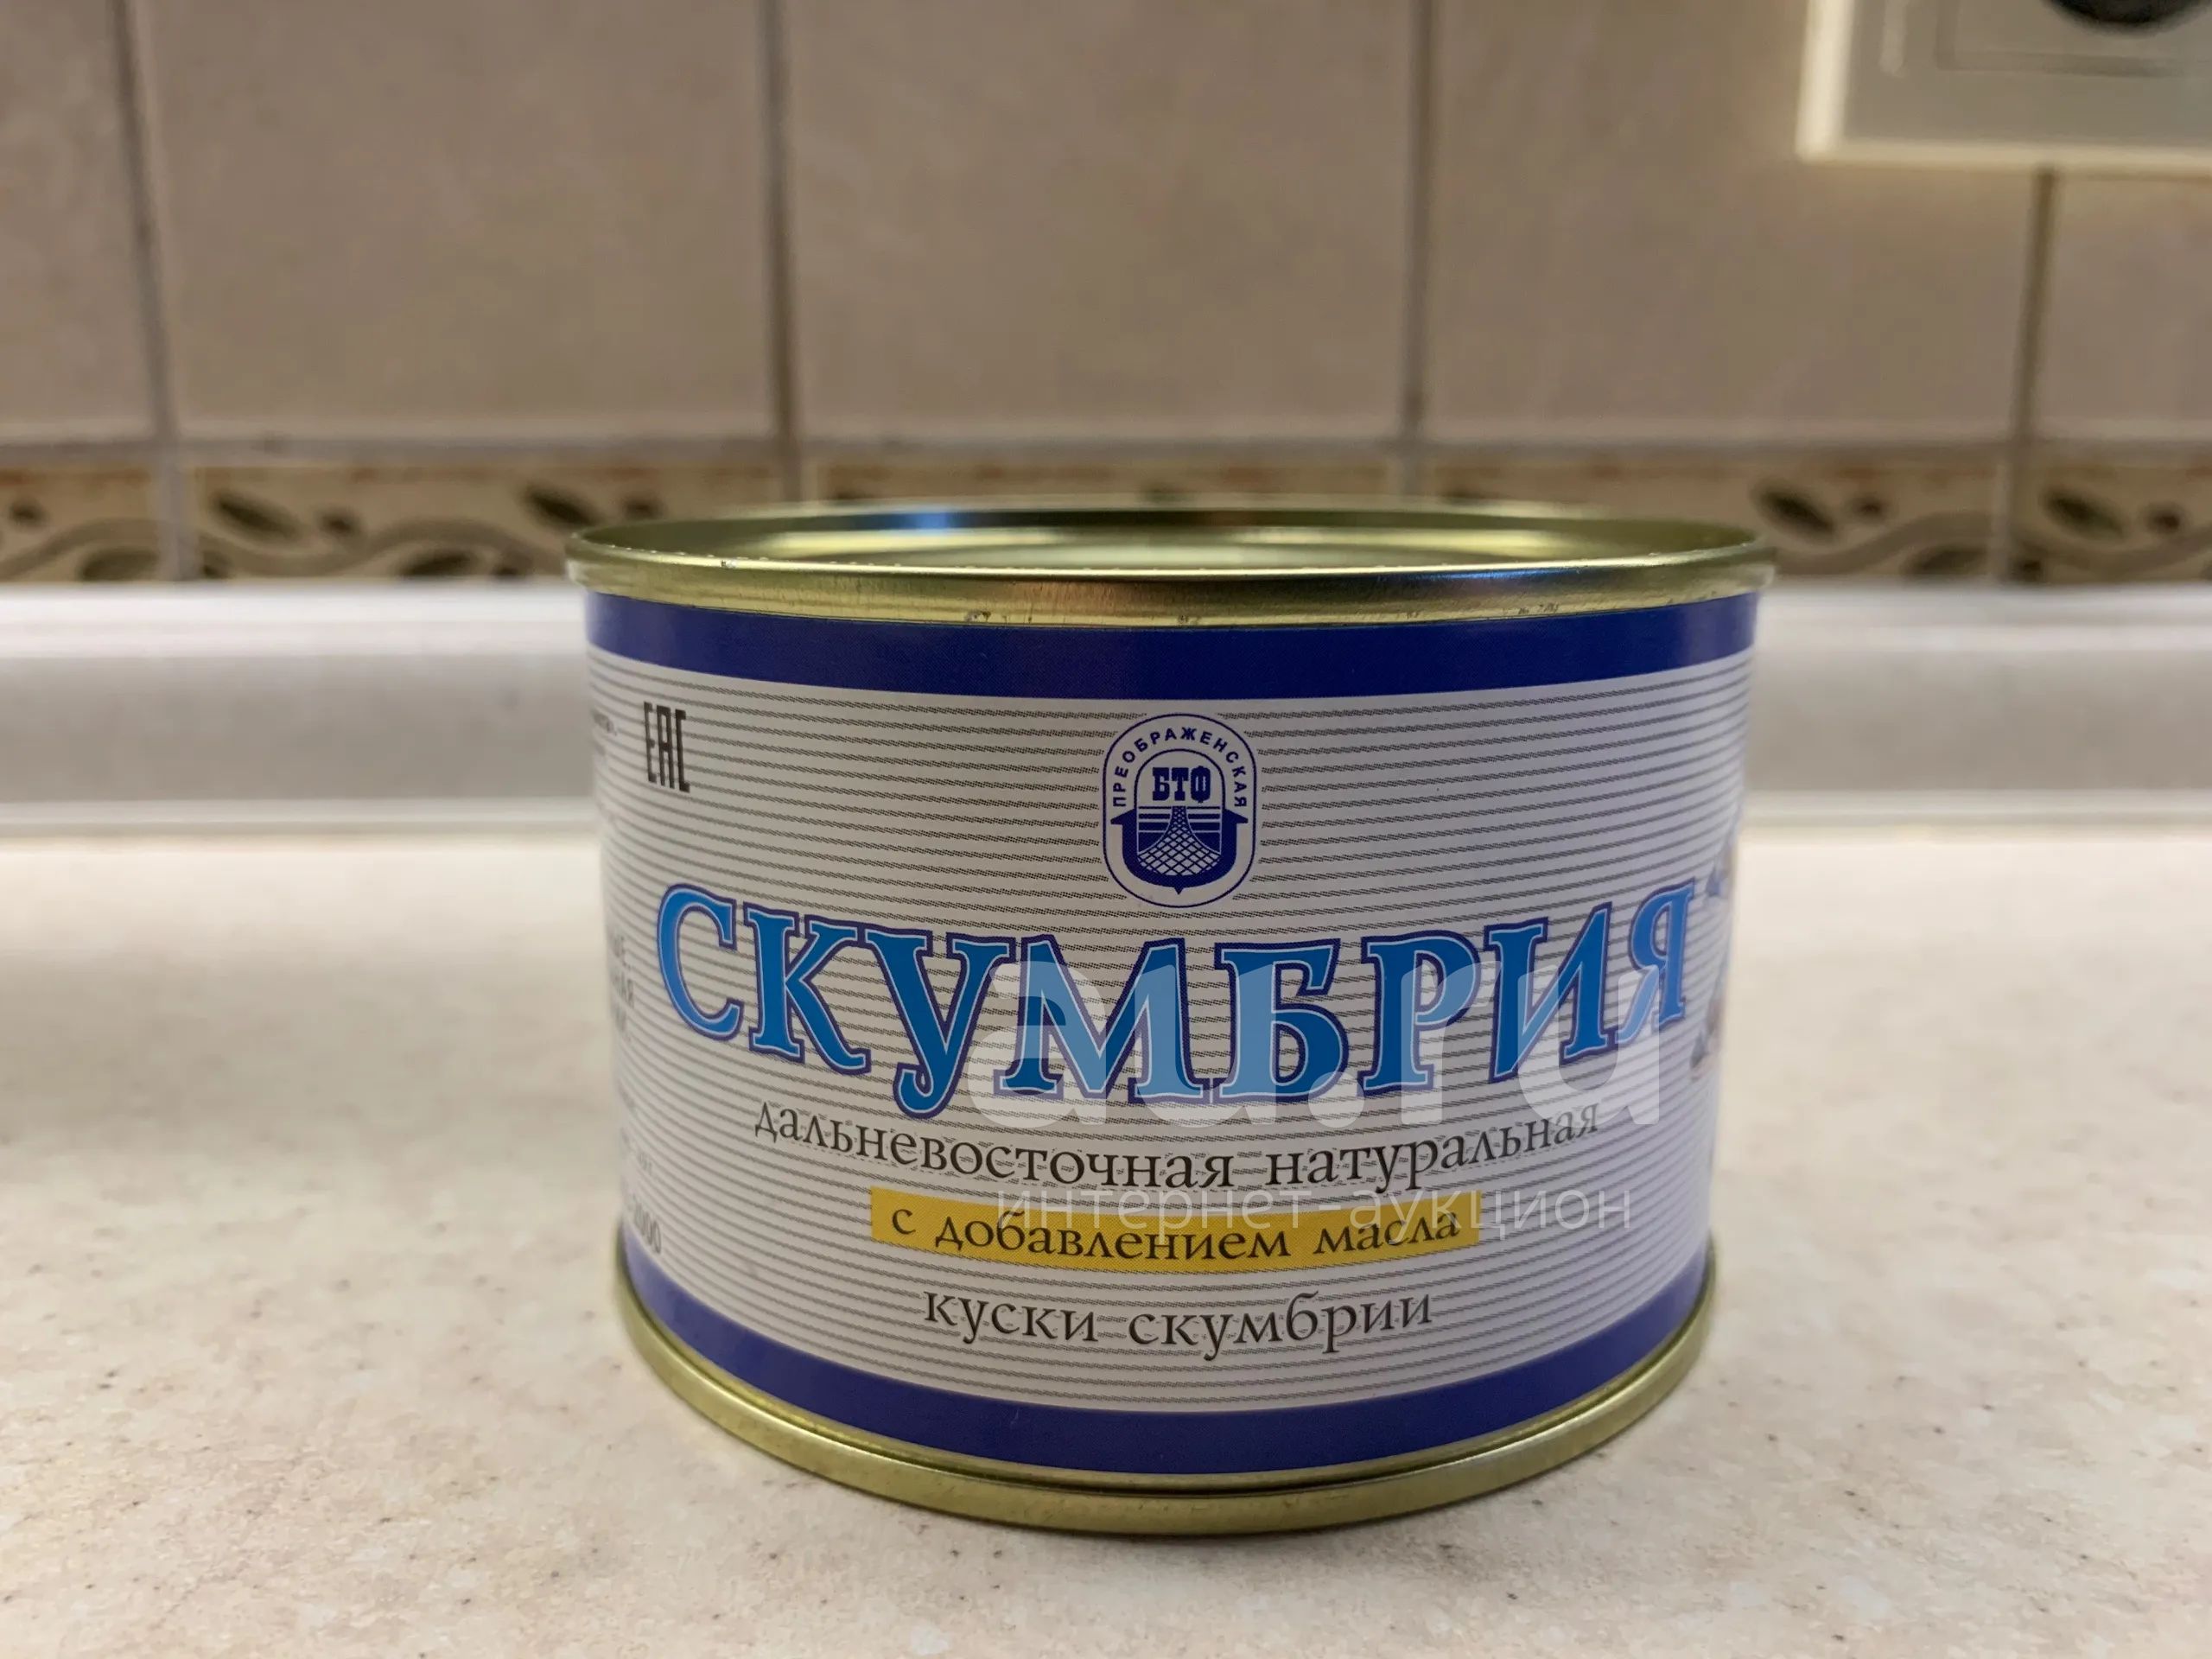 ЕАС
ПРЕОБРАЖЕНСКАЯ
БТФ
СКУМБРИЯ
au.ru
дальневосточная натуральная
интернет-аукцион
с добавлением масла
куски скумбрии